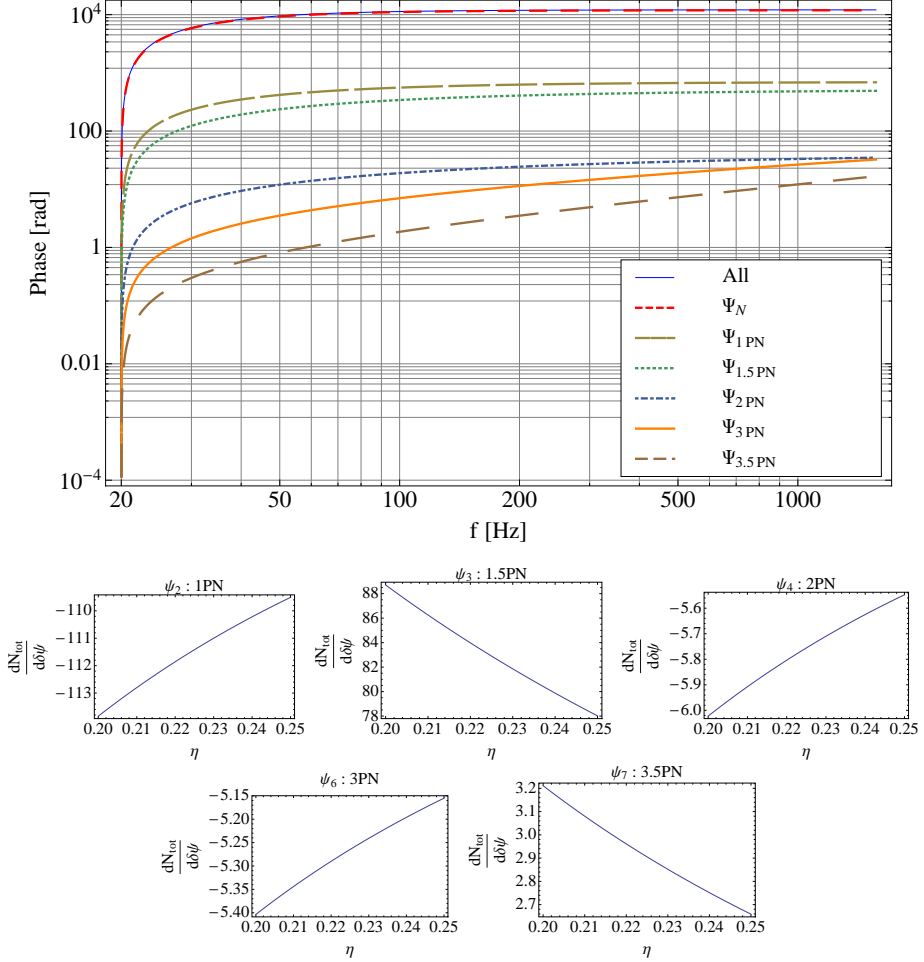 10^4
100
1
0.01
10^-4
Phase [rad]
20 50 100 200 500 1000
f [Hz]
All
Ψ_N
Ψ_1 PN
Ψ_1.5 PN
Ψ_2 PN
Ψ_3 PN
Ψ_3.5 PN
ψ_2 : 1PN
−110
−111
−112
−113
dN_tot
dδψ
0.20 0.21 0.22 0.23 0.24 0.25
η
ψ_3 : 1.5PN
88
86
84
82
80
78
dN_tot
dδψ
0.20 0.21 0.22 0.23 0.24 0.25
η
ψ_4 : 2PN
−5.6
−5.7
−5.8
−5.9
−6.0
dN_tot
dδψ
0.20 0.21 0.22 0.23 0.24 0.25
η
ψ_6 : 3PN
−5.15
−5.20
−5.25
−5.30
−5.35
−5.40
dN_tot
dδψ
0.20 0.21 0.22 0.23 0.24 0.25
η
ψ_7 : 3.5PN
3.2
3.1
3.0
2.9
2.8
2.7
dN_tot
dδψ
0.20 0.21 0.22 0.23 0.24 0.25
η